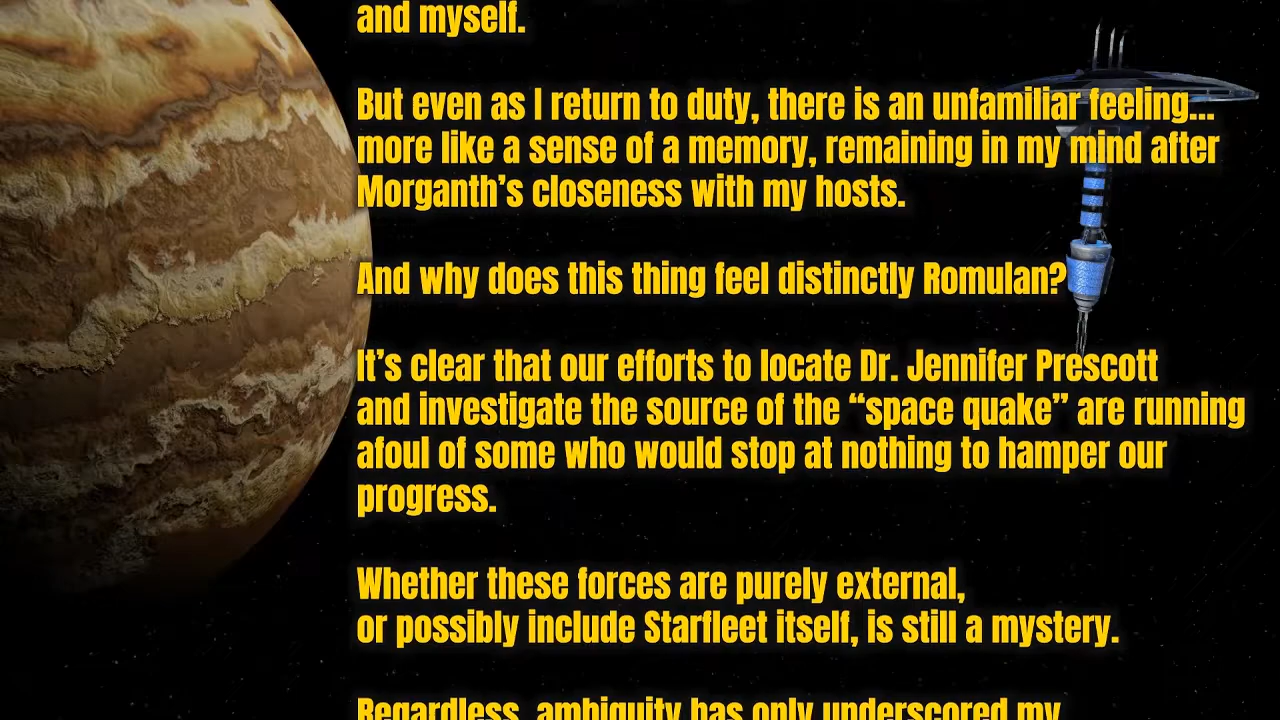 and myself.
But even as I return to duty, there is an unfamiliar feeling...
more like a sense of a memory, remaining in my mind after
Morganth’s closeness with my hosts.
And why does this thing feel distinctly Romulan?
It’s clear that our efforts to locate Dr. Jennifer Prescott
and investigate the source of the “space quake” are running
afoul of some who would stop at nothing to hamper our
progress.
Whether these forces are purely external,
or possibly include Starfleet itself, is still a mystery.
Regardless, ambiguity has only underscored my